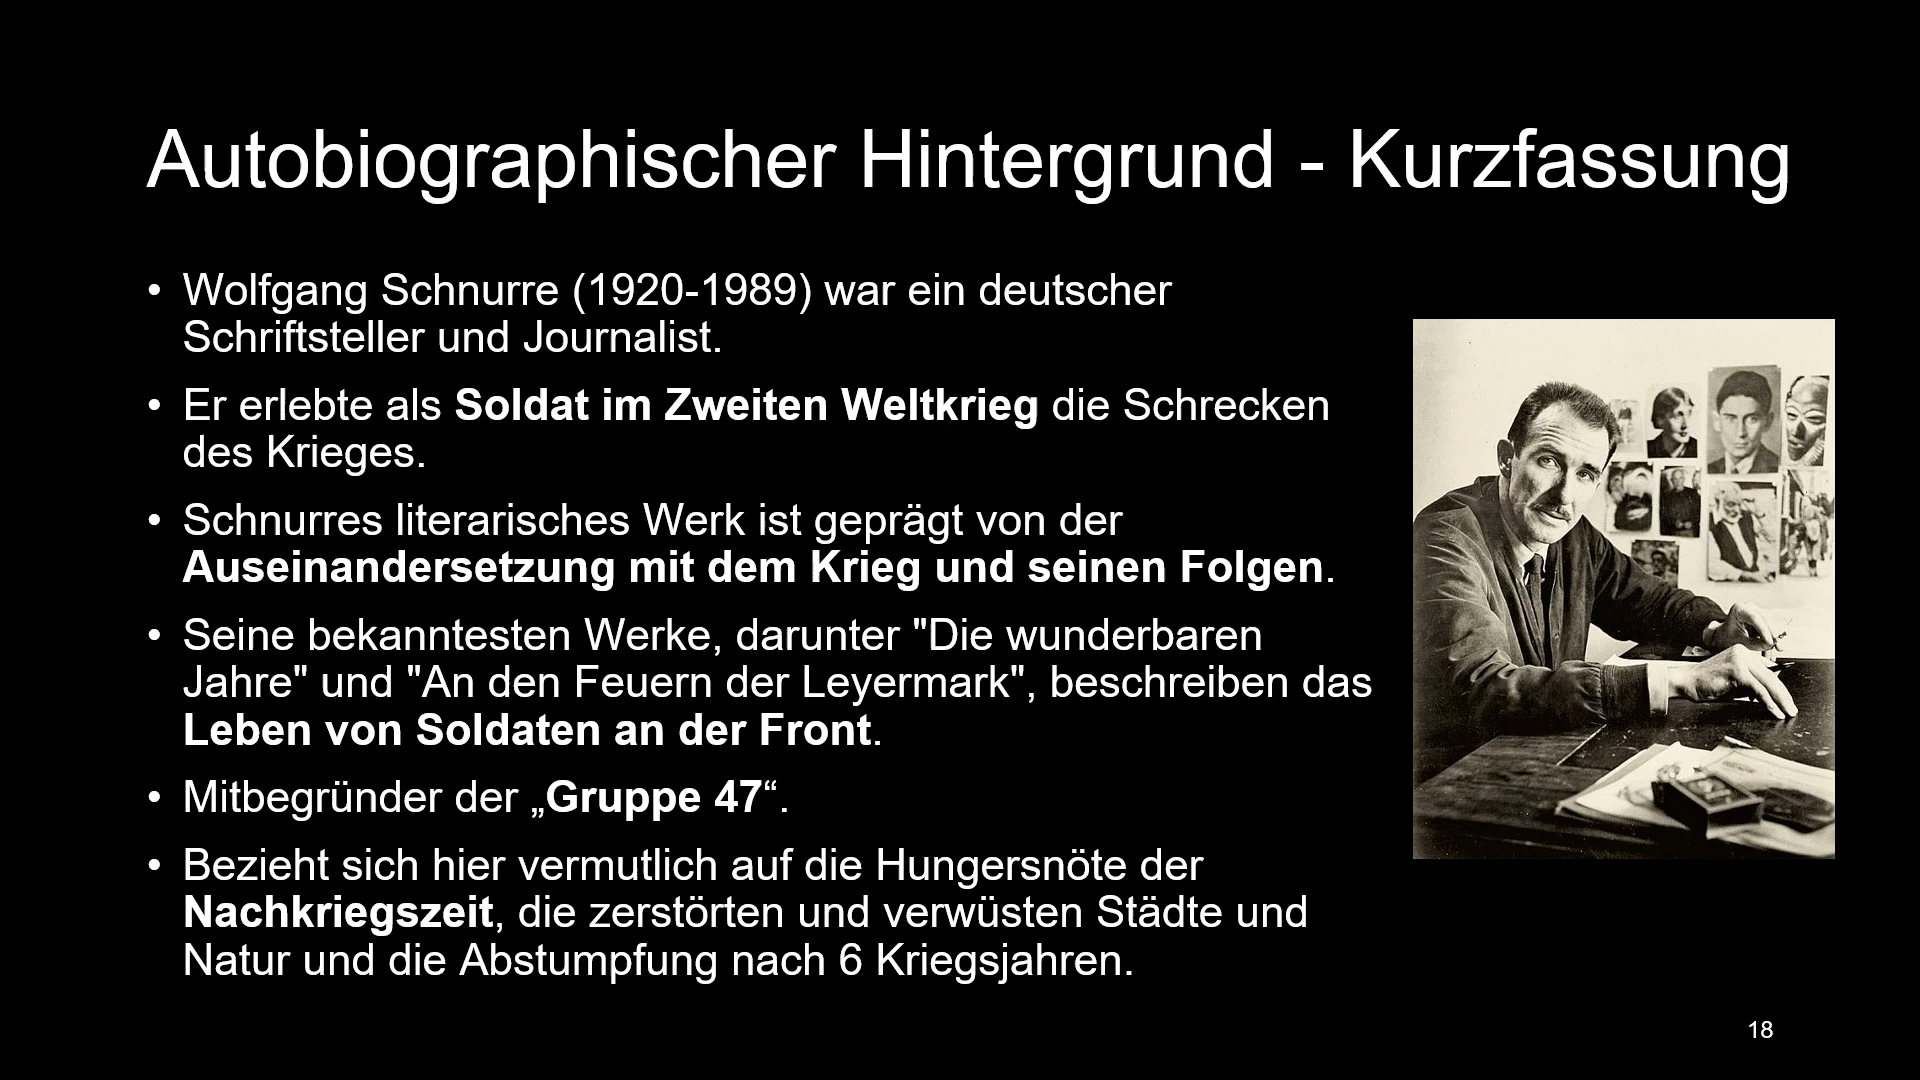 Autobiographischer Hintergrund - Kurzfassung
• Wolfgang Schnurre (1920-1989) war ein deutscher
Schriftsteller und Journalist.
• Er erlebte als Soldat im Zweiten Weltkrieg die Schrecken
des Krieges.
• Schnurres literarisches Werk ist geprägt von der
Auseinandersetzung mit dem Krieg und seinen Folgen.
• Seine bekanntesten Werke, darunter "Die wunderbaren
Jahre" und "An den Feuern der Leyermark", beschreiben das
Leben von Soldaten an der Front.
• Mitbegründer der „Gruppe 47“.
• Bezieht sich hier vermutlich auf die Hungersnöte der
Nachkriegszeit, die zerstörten und verwüsten Städte und
Natur und die Abstumpfung nach 6 Kriegsjahren.
18